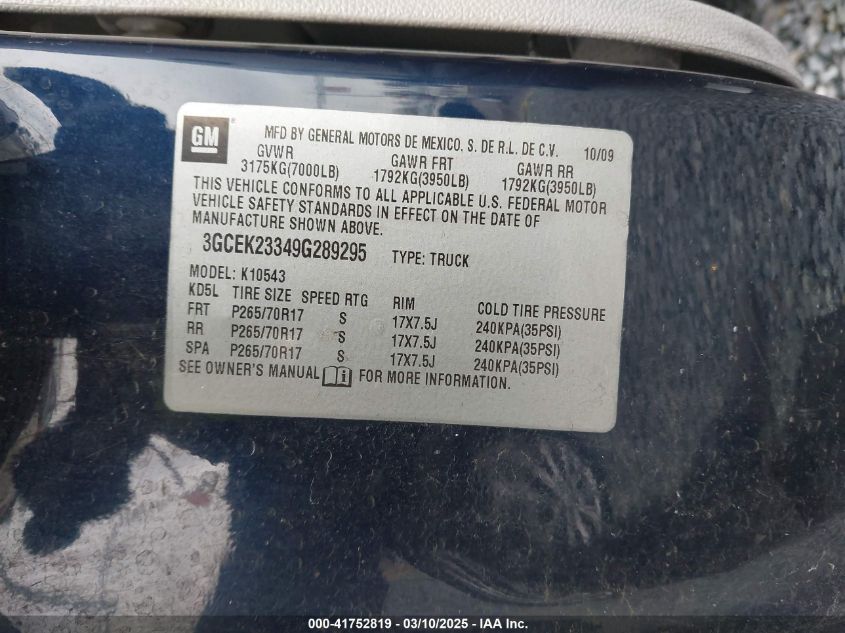 GM
MFD BY GENERAL MOTORS DE MEXICO, S. DE R.L. DE C.V. 10/09
GVWR GAWR FRT GAWR RR
3175KG(7000LB) 1792KG(3950LB) 1792KG(3950LB)
THIS VEHICLE CONFORMS TO ALL APPLICABLE U.S. FEDERAL MOTOR
VEHICLE SAFETY STANDARDS IN EFFECT ON THE DATE OF
MANUFACTURE SHOWN ABOVE.
3GCEK23349G289295 TYPE: TRUCK
MODEL: K10543
KD5L TIRE SIZE SPEED RTG RIM COLD TIRE PRESSURE
FRT P265/70R17 S 17X7.5J 240KPA(35PSI)
RR P265/70R17 S 17X7.5J 240KPA(35PSI)
SPA P265/70R17 S 17X7.5J 240KPA(35PSI)
SEE OWNER'S MANUAL i FOR MORE INFORMATION.
000-41752819 - 03/10/2025 - IAA Inc.